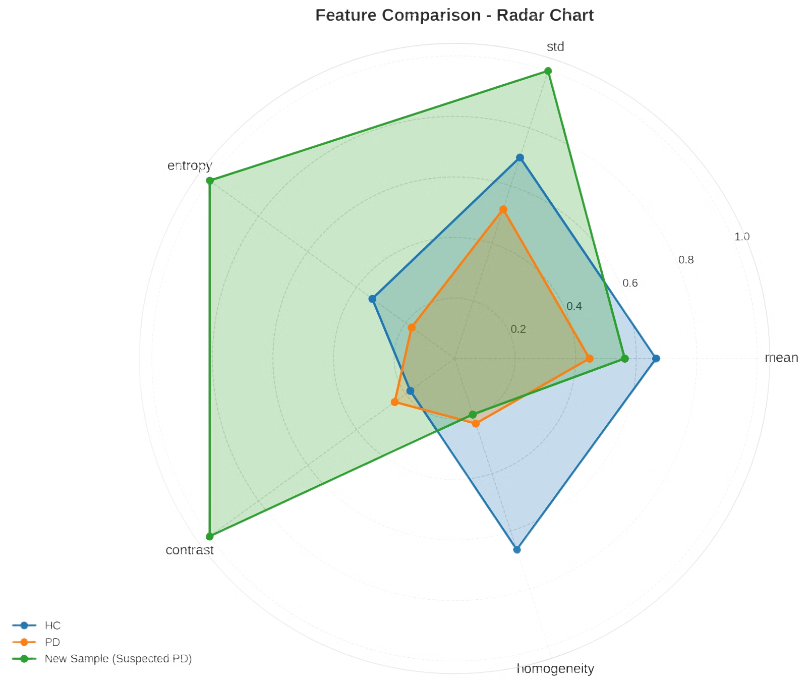 Feature Comparison - Radar Chart
std
entropy
1.0
0.8
0.6
0.4
0.2
mean
contrast
homogeneity
HC
PD
New Sample (Suspected PD)